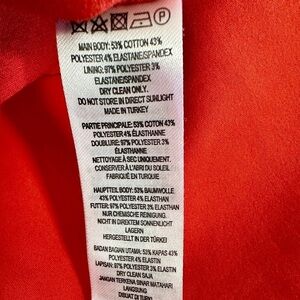 P
MAIN BODY: 53% COTTON 43%
POLYESTER 4% ELASTANE/SPANDEX
LINING: 97% POLYESTER 3%
ELASTANE/SPANDEX
DRY CLEAN ONLY.
DO NOT STORE IN DIRECT SUNLIGHT
MADE IN TURKEY
PARTIE PRINCIPALE: 53% COTON 43%
POLYESTER 4% ÉLASTHANNE
DOUBLURE: 97% POLYESTER 3%
ÉLASTHANNE
NETTOYAGE À SEC UNIQUEMENT.
CONSERVER À L'ABRI DU SOLEIL
FABRIQUÉ EN TURQUIE
HAUPTTEIL BODY: 53% BAUMWOLLE
43% POLYESTER 4% ELASTAN
FUTTER: 97% POLYESTER 3% ELASTAN
NUR CHEMISCHE REINIGUNG.
NICHT IN DIREKTEM SONNENLICHT
LAGERN
HERGESTELLT IN DER TÜRKEI
BADAN BAGIAN UTAMA: 53% KAPAS 43%
POLYESTER 4% ELASTIN
LAPISAN: 97% POLYESTER 3% ELASTIN
DRY CLEAN SAJA
JANGAN TERKENA SINAR MATAHARI
LANGSUNG
DIBUAT DI TURKI